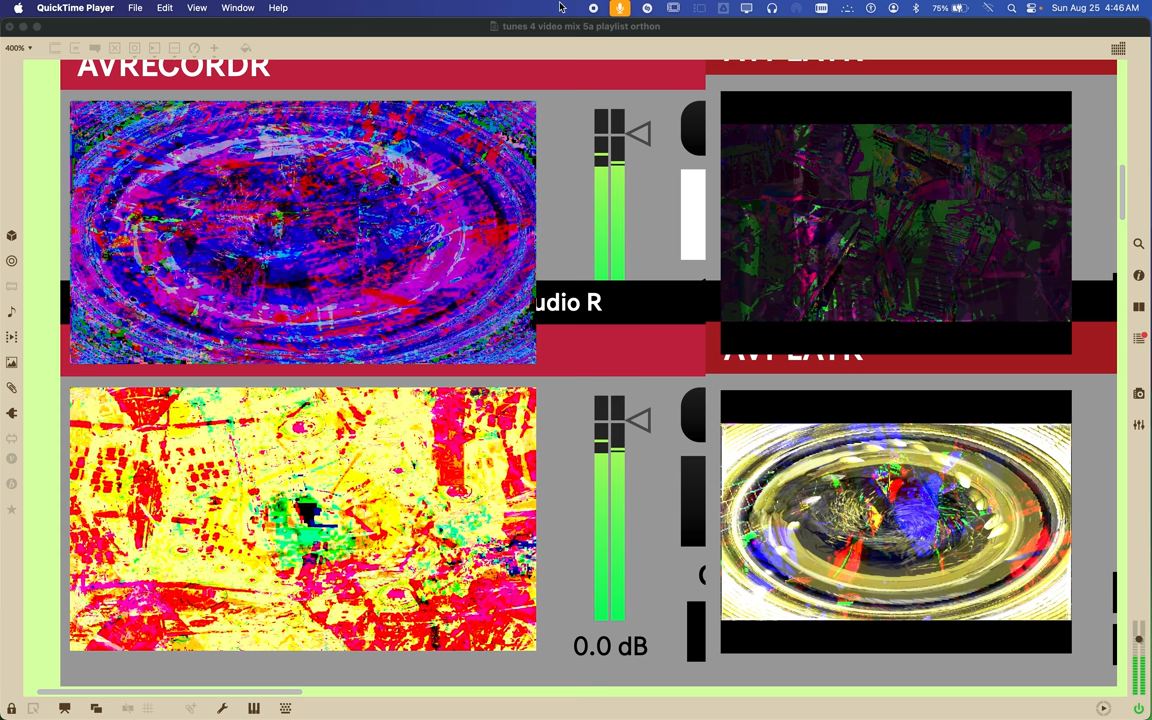 QuickTime Player File Edit View Window Help 75% Sun Aug 25 4:46 AM
tunes 4 video mix 5a playlist orthon
400%
AVRECORDR
udio R
0.0 dB